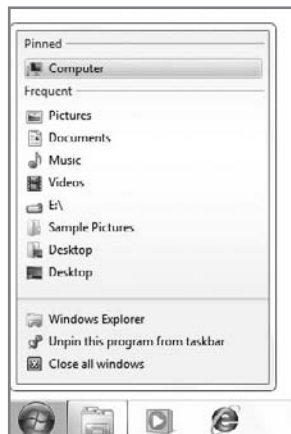 Pinned
Computer
Frequent
Pictures
Documents
Music
Videos
E:\
Sample Pictures
Desktop
Desktop
Windows Explorer
Unpin this program from taskbar
Close all windows